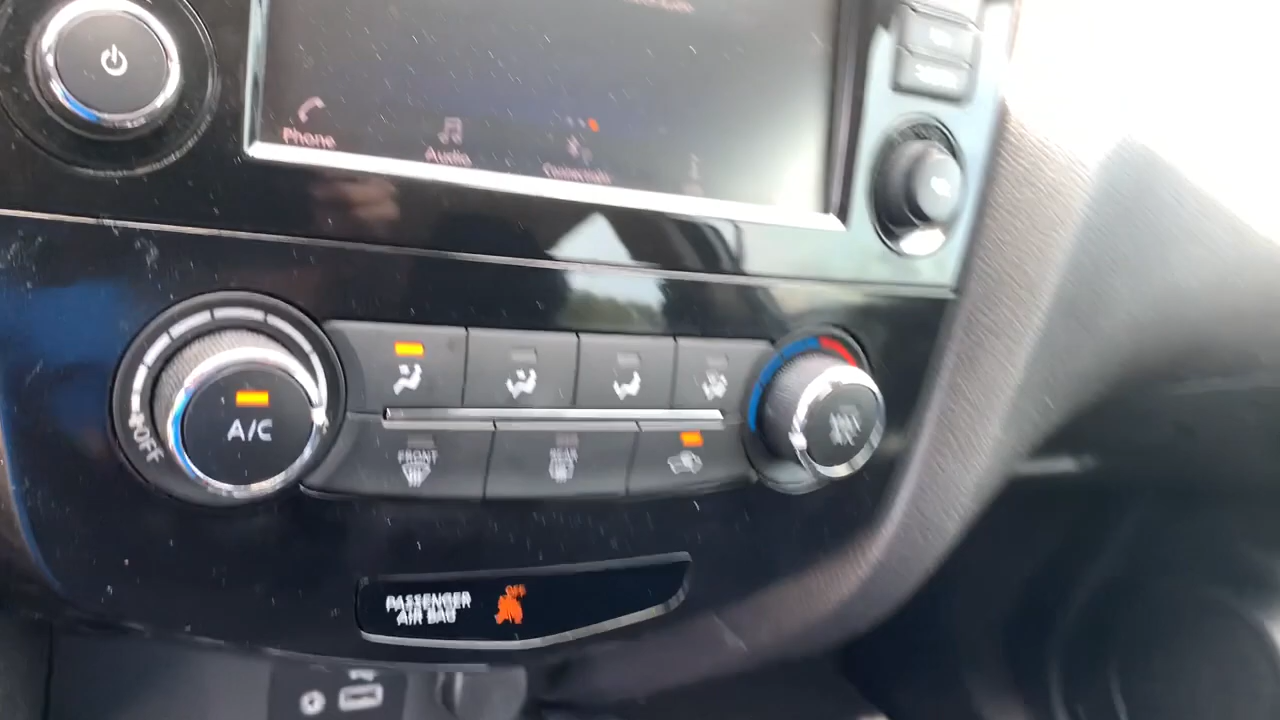 Phone
Audio
A/C
OFF
FRONT
REAR
PASSENGER
AIR BAG
OFF